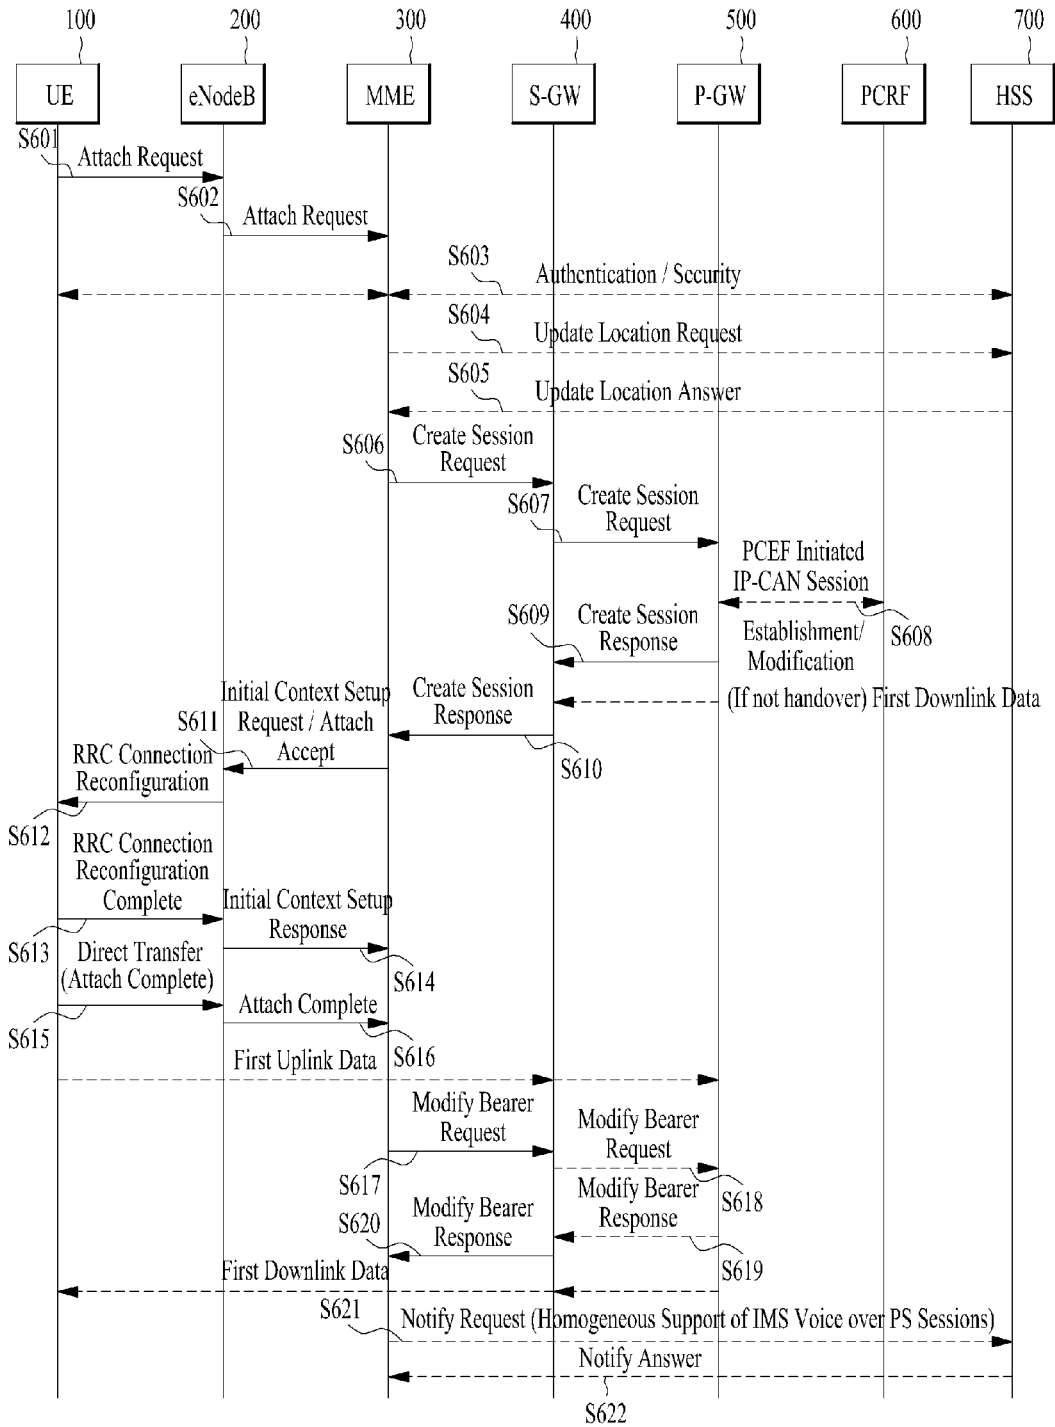 100 200 300 400 500 600 700
UE eNodeB MME S-GW P-GW PCRF HSS
S601
Attach Request
S602
Attach Request
S603
Authentication / Security
S604
Update Location Request
S605
Update Location Answer
S606
Create Session
Request
S607
Create Session
Request
PCEF Initiated
IP-CAN Session
S608
Establishment/
Modification
S609
Create Session
Response
(If not handover) First Downlink Data
Create Session
Response
S610
Initial Context Setup
Request / Attach
Accept
S611
RRC Connection
Reconfiguration
S612
RRC Connection
Reconfiguration
Complete
S613
Initial Context Setup
Response
S614
Direct Transfer
(Attach Complete)
S615
Attach Complete
S616
First Uplink Data
Modify Bearer
Request
S617
Modify Bearer
Request
S618
Modify Bearer
Response
S619
Modify Bearer
Response
S620
First Downlink Data
S621
Notify Request (Homogeneous Support of IMS Voice over PS Sessions)
Notify Answer
S622